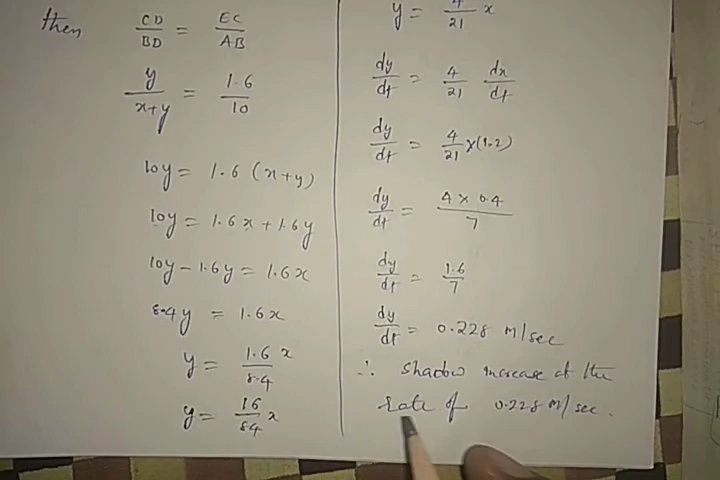 then CD/BD = EC/AB
y/x+y = 1.6/10
10y = 1.6 (x+y)
10y = 1.6x + 1.6y
10y - 1.6y = 1.6x
8.4y = 1.6x
y = 1.6/8.4 x
y = 16/84 x
y = 4/21 x
dy/dt = 4/21 dx/dt
dy/dt = 4/21 x (1.2)
dy/dt = 4 x 0.4/7
dy/dt = 1.6/7
dy/dt = 0.228 m/sec
∴ shadow increase at the
rate of 0.228 m/sec.